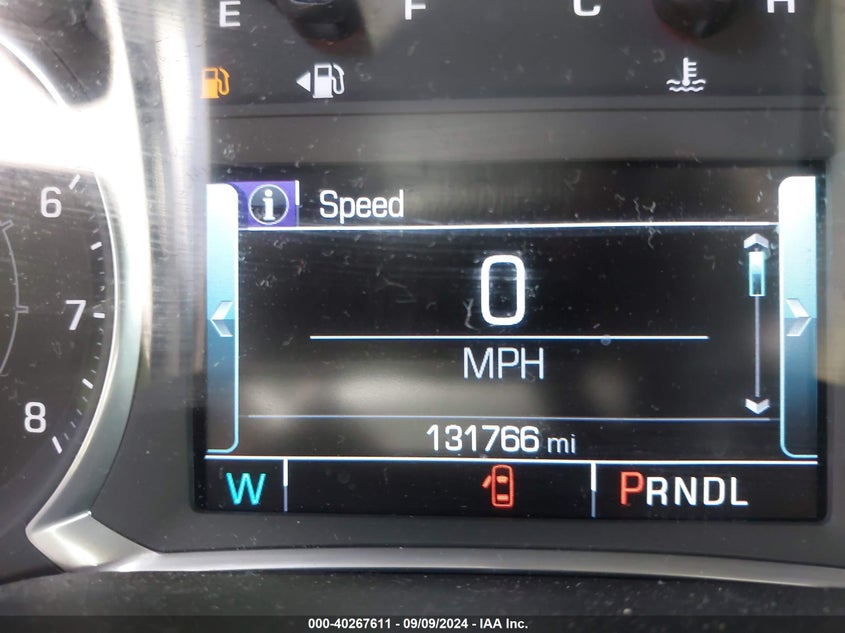 E F C H
6
7
8
Speed
0
MPH
131766 mi
W PRNDL
000-40267611 - 09/09/2024 - IAA Inc.